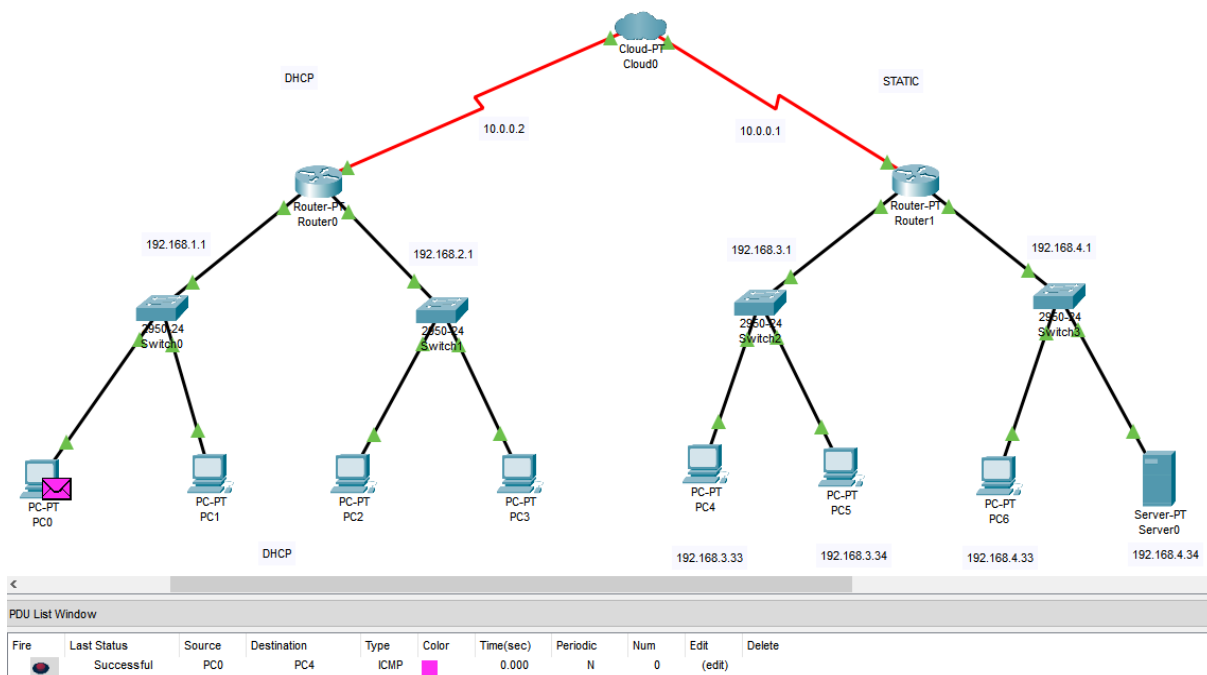 Cloud-PT
Cloud0
DHCP
STATIC
10.0.0.2
10.0.0.1
Router-PT
Router0
Router-PT
Router1
192.168.1.1
192.168.2.1
192.168.3.1
192.168.4.1
2950-24
Switch0
2950-24
Switch1
2950-24
Switch2
2950-24
Switch3
PC-PT
PC0
PC-PT
PC1
PC-PT
PC2
PC-PT
PC3
PC-PT
PC4
PC-PT
PC5
PC-PT
PC6
Server-PT
Server0
DHCP
192.168.3.33
192.168.3.34
192.168.4.33
192.168.4.34
PDU List Window
Fire Last Status Source Destination Type Color Time(sec) Periodic Num Edit Delete
Successful PC0 PC4 ICMP 0.000 N 0 (edit)